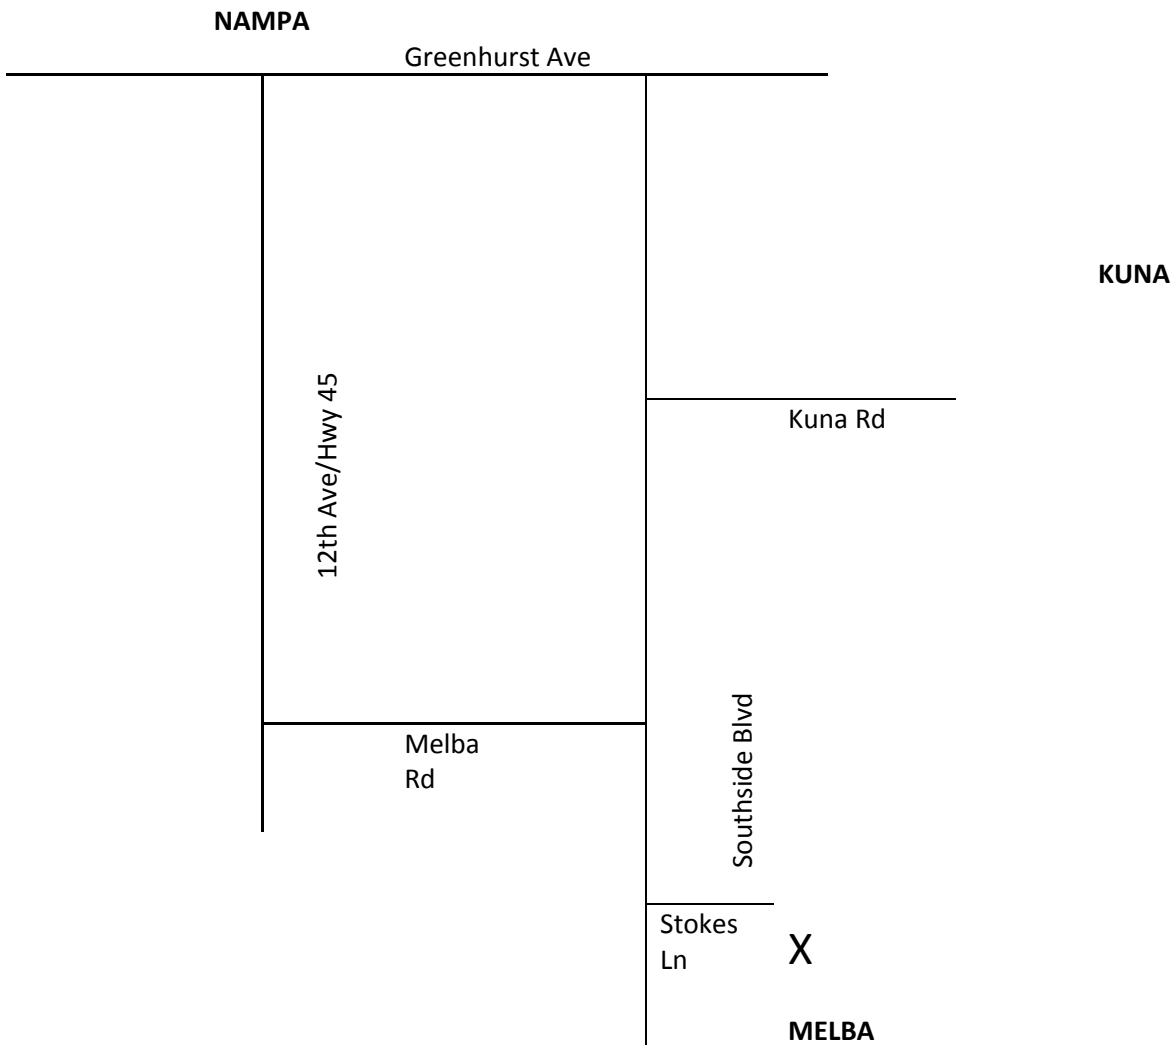 NAMPA
Greenhurst Ave
KUNA
12th Ave/Hwy 45
Kuna Rd
Melba
Rd
Southside Blvd
Stokes
Ln
X
MELBA